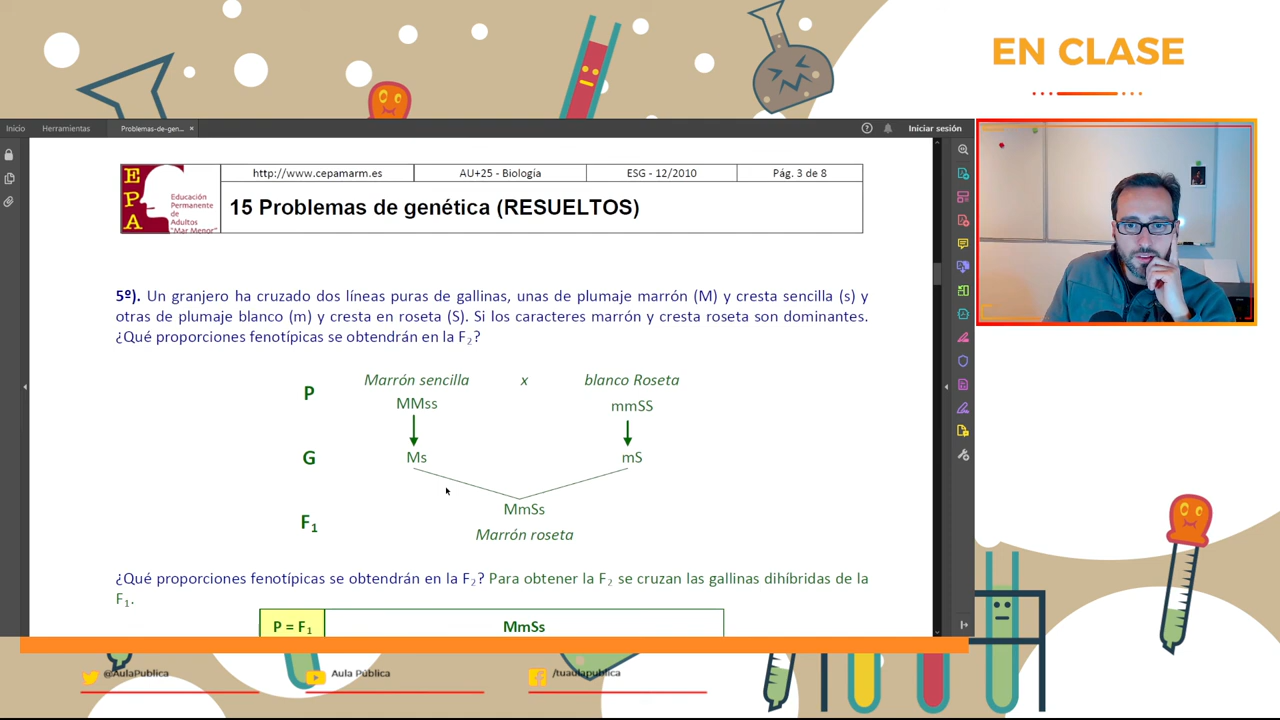 EN CLASE
Inicio
Herramientas
Problemas-de-gen...
×
Iniciar sesión
EPA
Educación
Permanente
de
Adultos
"Mar Menor"
http://www.cepamarm.es
AU+25 - Biología
ESG - 12/2010
Pág. 3 de 8
15 Problemas de genética (RESUELTOS)
5º). Un granjero ha cruzado dos líneas puras de gallinas, unas de plumaje marrón (M) y cresta sencilla (s) y
otras de plumaje blanco (m) y cresta en roseta (S). Si los caracteres marrón y cresta roseta son dominantes.
¿Qué proporciones fenotípicas se obtendrán en la F₂?
Marrón sencilla x blanco Roseta
P
MMss mmSS
G Ms mS
MmSs
F₁
Marrón roseta
¿Qué proporciones fenotípicas se obtendrán en la F₂? Para obtener la F₂ se cruzan las gallinas dihíbridas de la
F₁.
P = F₁ MmSs
@AulaPublica
Aula Pública
/tuaulapublica